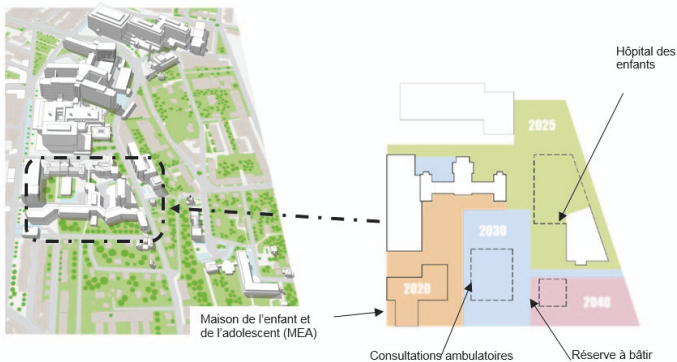 Hôpital des
enfants
2025
2030
2020
2040
Maison de l'enfant et
de l'adolescent (MEA)
Consultations ambulatoires
Réserve à bâtir